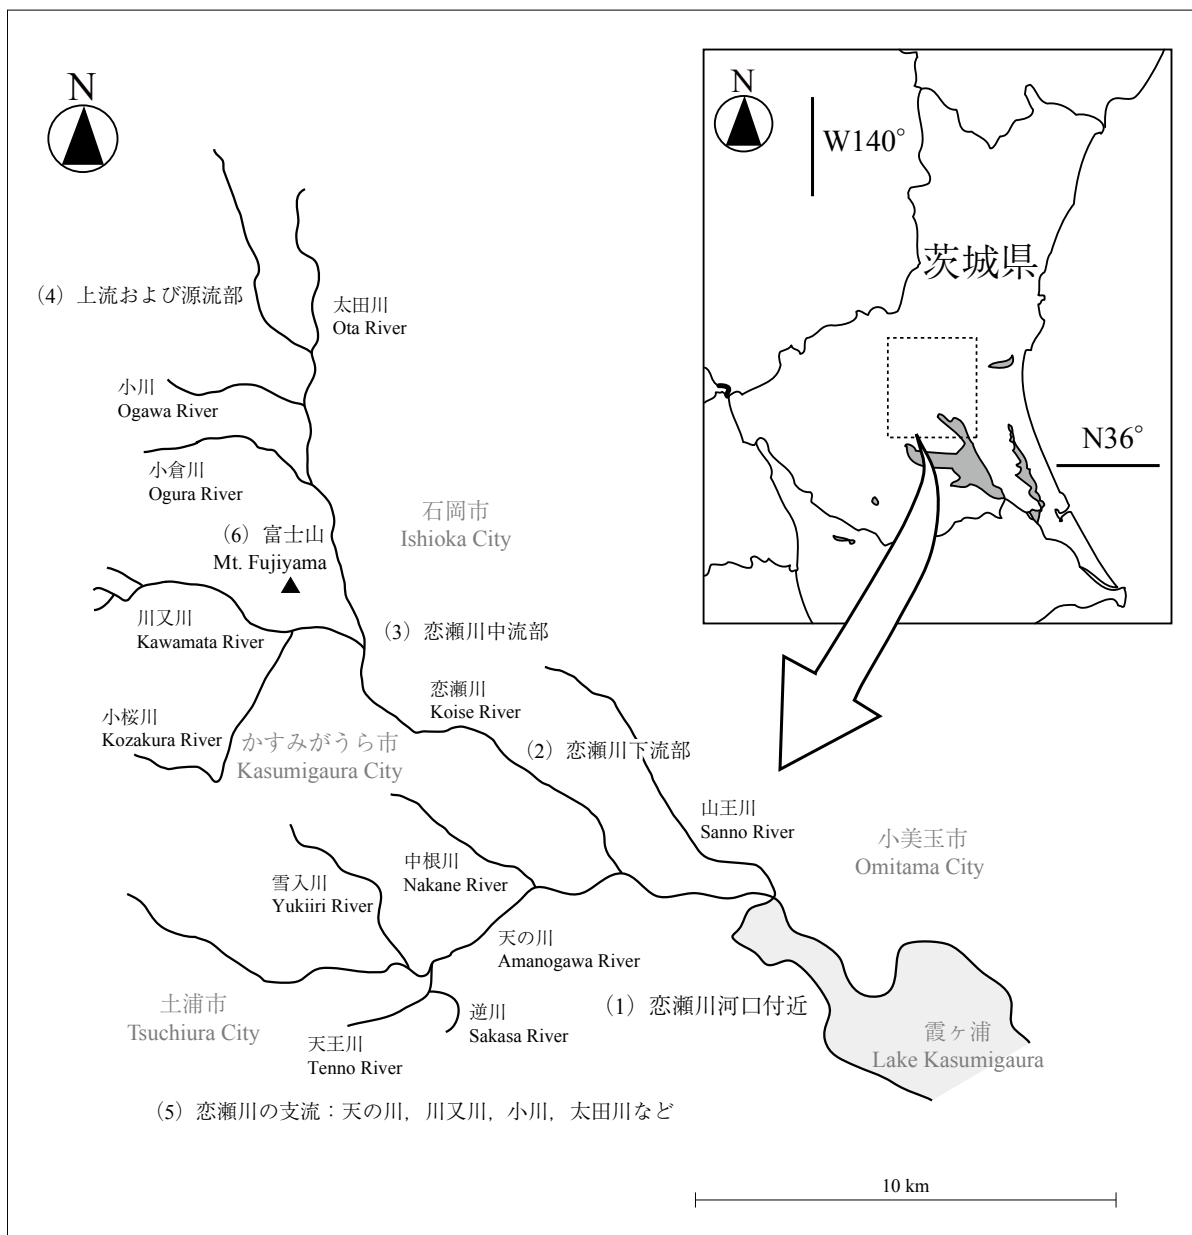 N
N
W140°
茨城県
N36°
（4）上流および源流部
太田川
Ota River
小川
Ogawa River
小倉川
Ogura River
石岡市
Ishioka City
（6）富士山
Mt. Fujiyama
川又川
Kawamata River
（3）恋瀬川中流部
恋瀬川
Koise River
小桜川
Kozakura River
かすみがうら市
Kasumigaura City
（2）恋瀬川下流部
山王川
Sanno River
小美玉市
Omitama City
中根川
Nakane River
雪入川
Yukiiri River
天の川
Amanogawa River
土浦市
Tsuchiura City
（1）恋瀬川河口付近
逆川
Sakasa River
霞ヶ浦
Lake Kasumigaura
天王川
Tenno River
（5）恋瀬川の支流：天の川，川又川，小川，太田川など
10 km